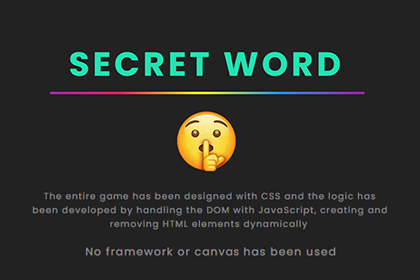 SECRET WORD
The entire game has been designed with CSS and the logic has
been developed by handling the DOM with JavaScript, creating and
removing HTML elements dynamically
No framework or canvas has been used